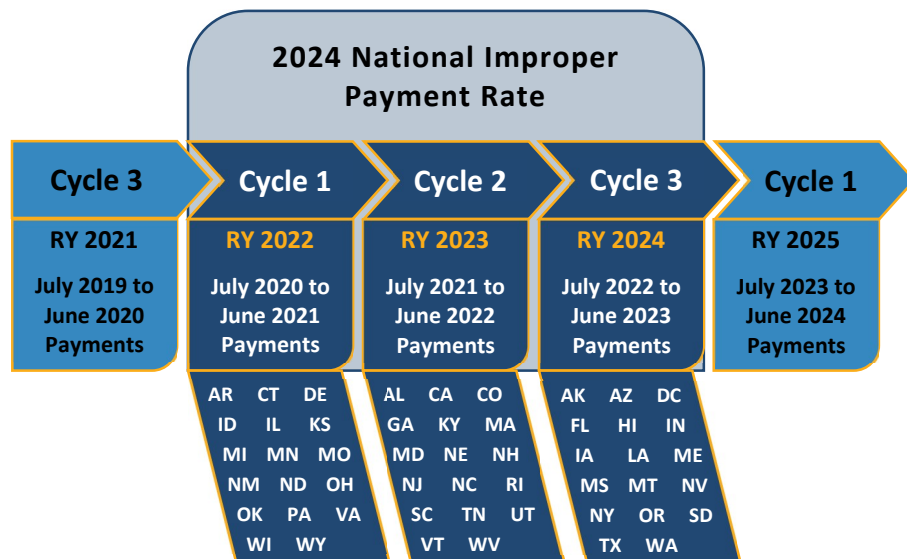 2024 National Improper
Payment Rate
Cycle 3
Cycle 1
Cycle 2
Cycle 3
Cycle 1
RY 2021
July 2019 to
June 2020
Payments
RY 2022
July 2020 to
June 2021
Payments
RY 2023
July 2021 to
June 2022
Payments
RY 2024
July 2022 to
June 2023
Payments
RY 2025
July 2023 to
June 2024
Payments
AR CT DE
ID IL KS
MI MN MO
NM ND OH
OK PA VA
WI WY
AL CA CO
GA KY MA
MD NE NH
NJ NC RI
SC TN UT
VT WV
AK AZ DC
FL HI IN
IA LA ME
MS MT NV
NY OR SD
TX WA